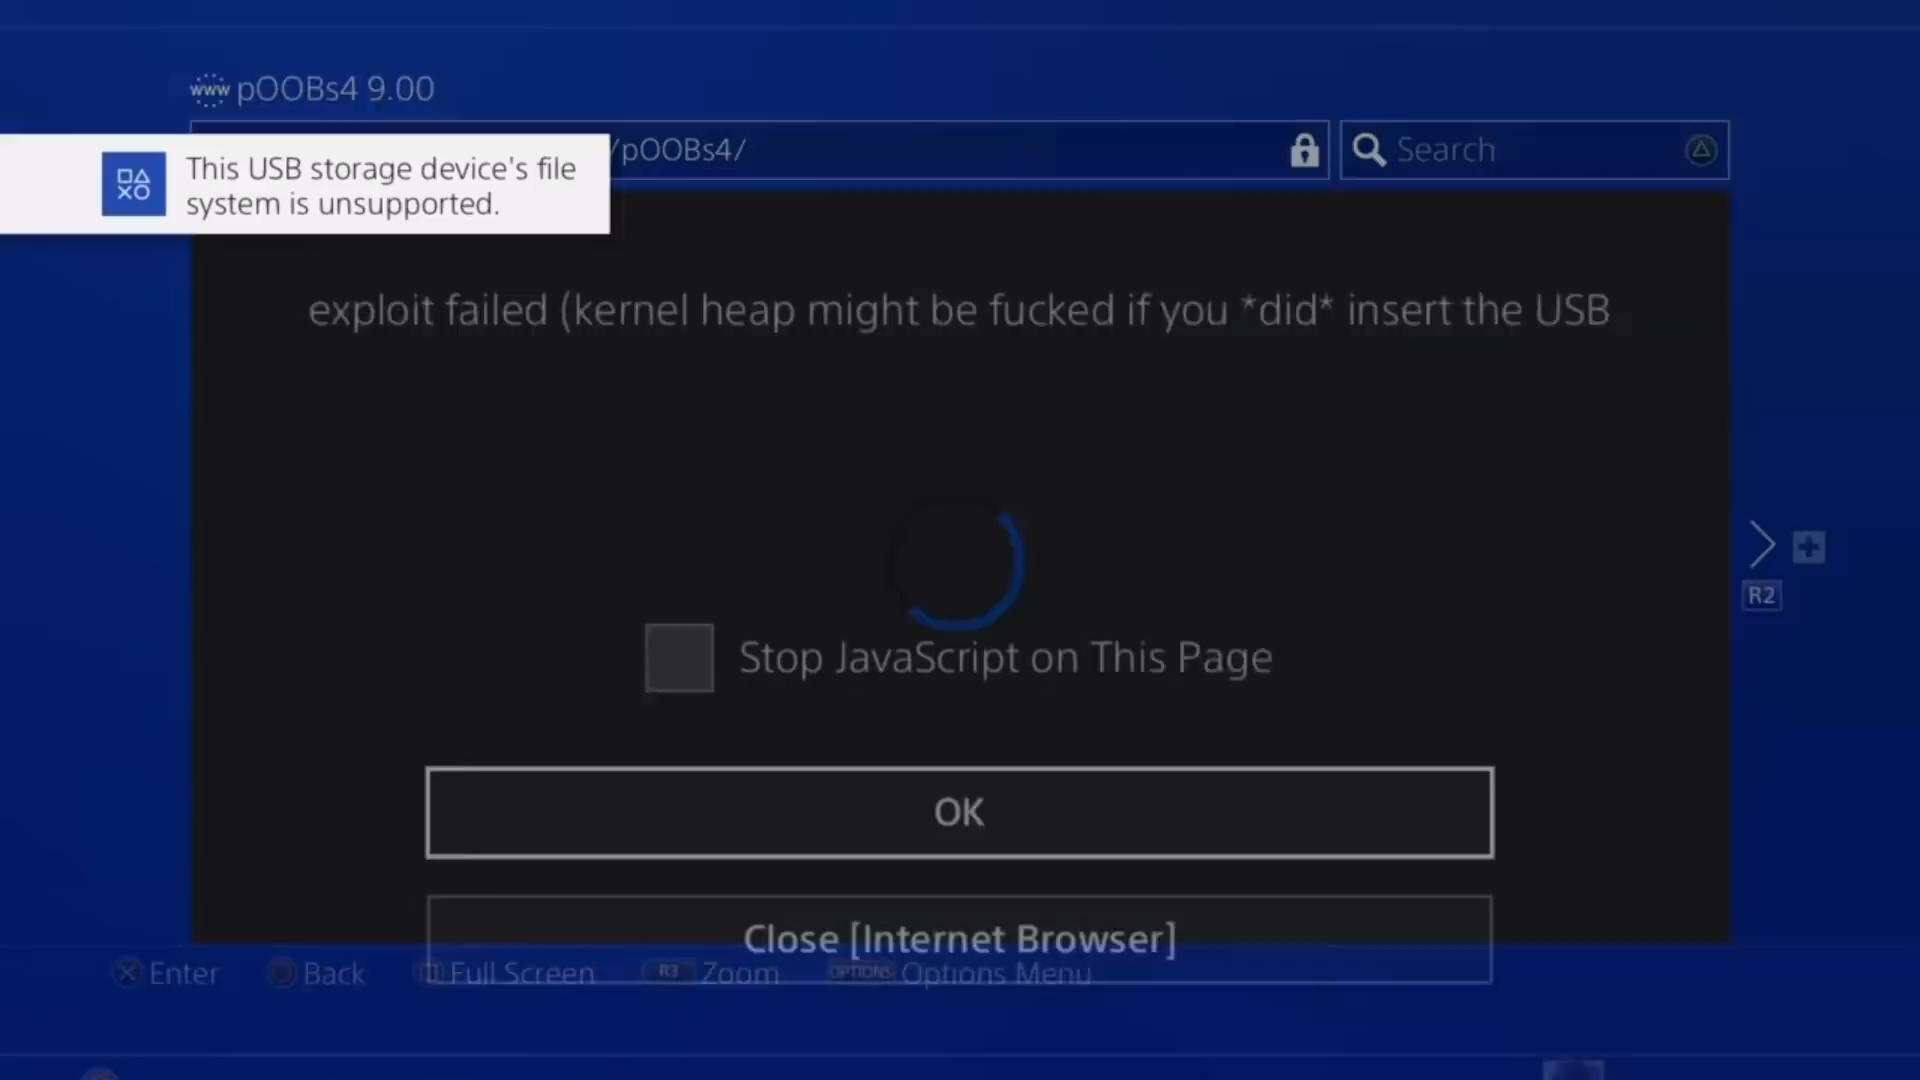 www pOOBs4 9.00
/pOOBs4/
Search
This USB storage device's file
system is unsupported.
exploit failed (kernel heap might be fucked if you *did* insert the USB
R2
Stop JavaScript on This Page
OK
Close [Internet Browser]
Enter Back Full Screen R3 Zoom OPTIONS Options Menu